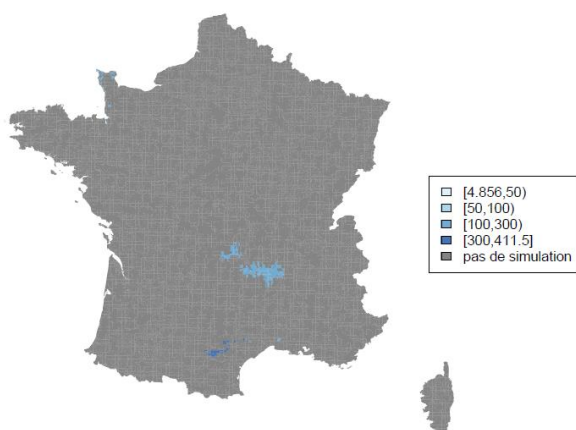 [4.856,50)
[50,100)
[100,300)
[300,411.5]
pas de simulation